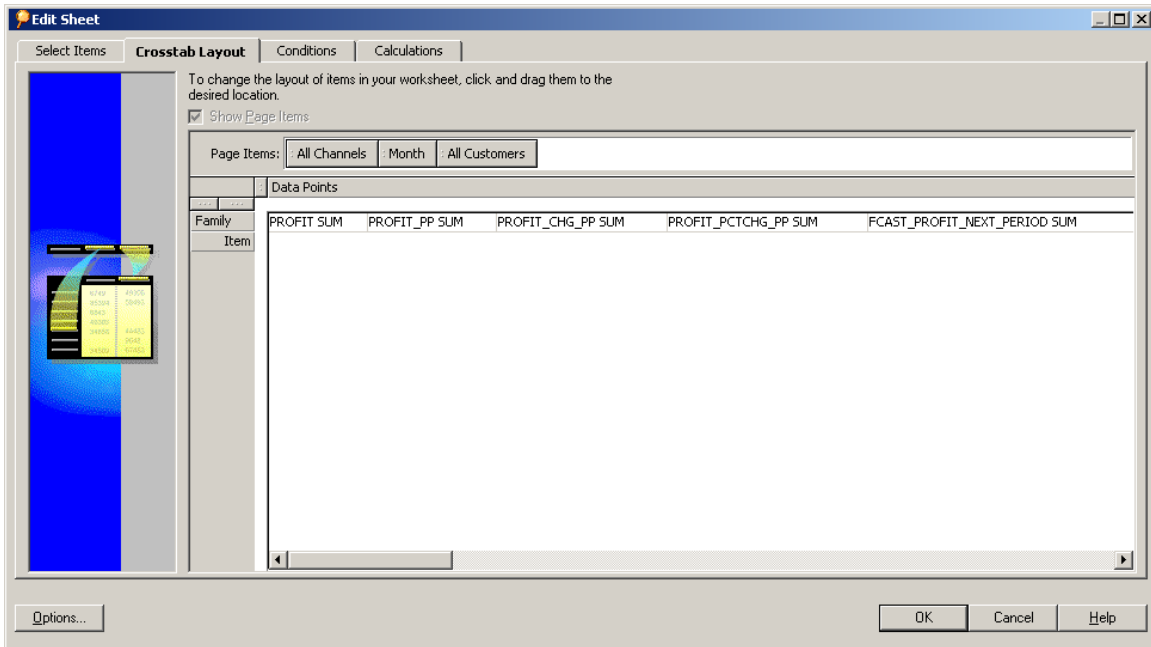 Edit Sheet
Select Items Crosstab Layout Conditions Calculations
To change the layout of items in your worksheet, click and drag them to the
desired location.
Show Page Items
Page Items: All Channels Month All Customers
Data Points
Family PROFIT SUM PROFIT_PP SUM PROFIT_CHG_PP SUM PROFIT_PCTCHG_PP SUM FCAST_PROFIT_NEXT_PERIOD SUM
Item
Options... OK Cancel Help